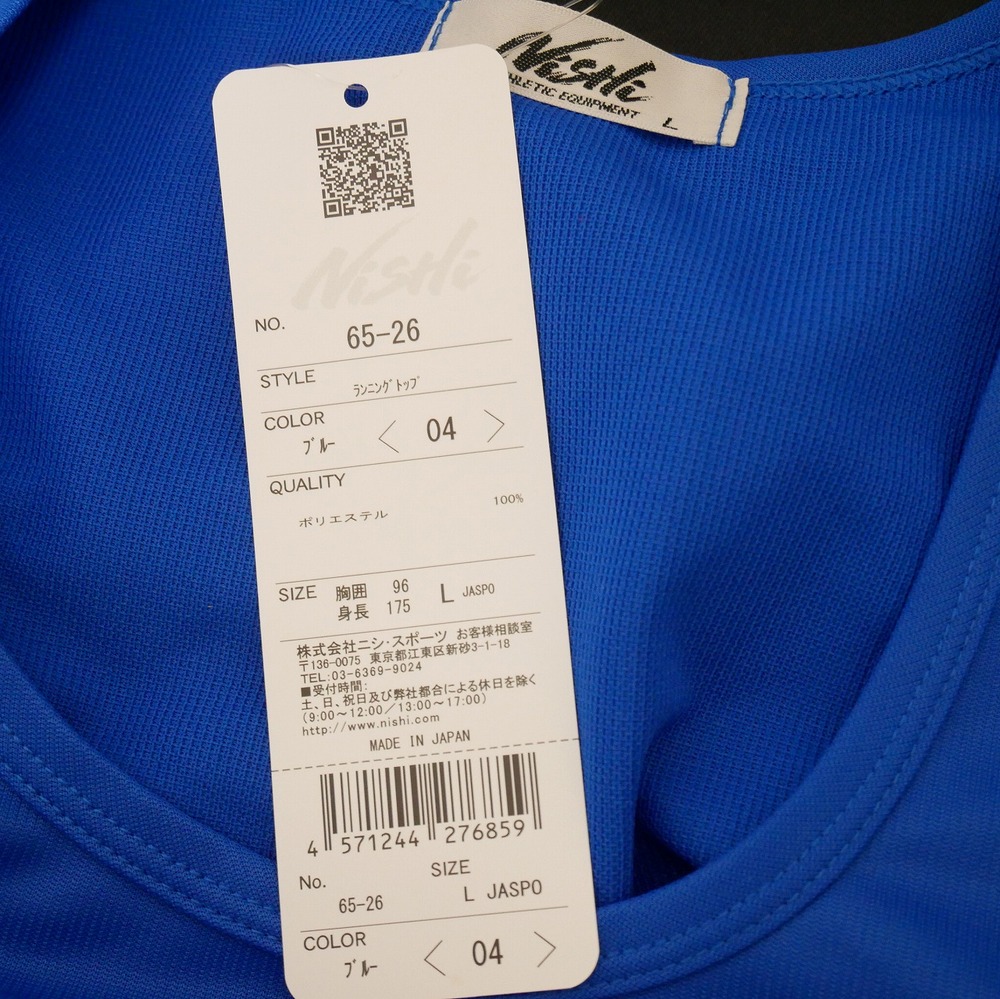 NiSHi
ATHLETIC EQUIPMENT L
NiSHi
NO. 65-26
STYLE ﾗﾝﾆﾝｸﾞﾄｯﾌﾟ
COLOR
ﾌﾞﾙｰ < 04 >
QUALITY
ポリエステル 100%
SIZE 胸囲 96 L JASPO
身長 175
株式会社ニシ・スポーツ お客様相談室
〒136-0075 東京都江東区新砂3-1-18
TEL:03-6369-9024
■受付時間:
土、日、祝日及び弊社都合による休日を除く
(9:00～12:00／13:00～17:00)
http://www.nishi.com
MADE IN JAPAN
4 571244 276859
No. SIZE
65-26 L JASPO
COLOR
ﾌﾞﾙｰ < 04 >